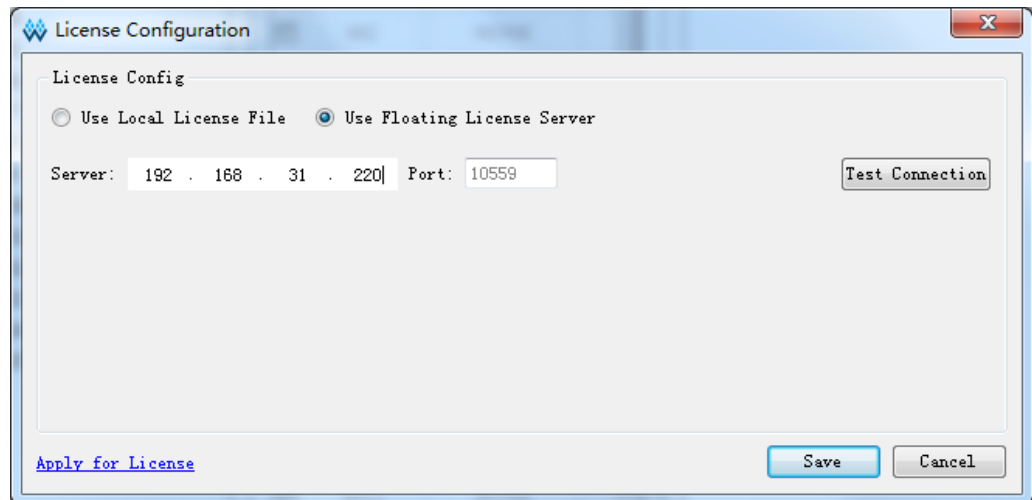 License Configuration
License Config
Use Local License File Use Floating License Server
Server: 192 . 168 . 31 . 220 Port: 10559 Test Connection
Apply for License Save Cancel